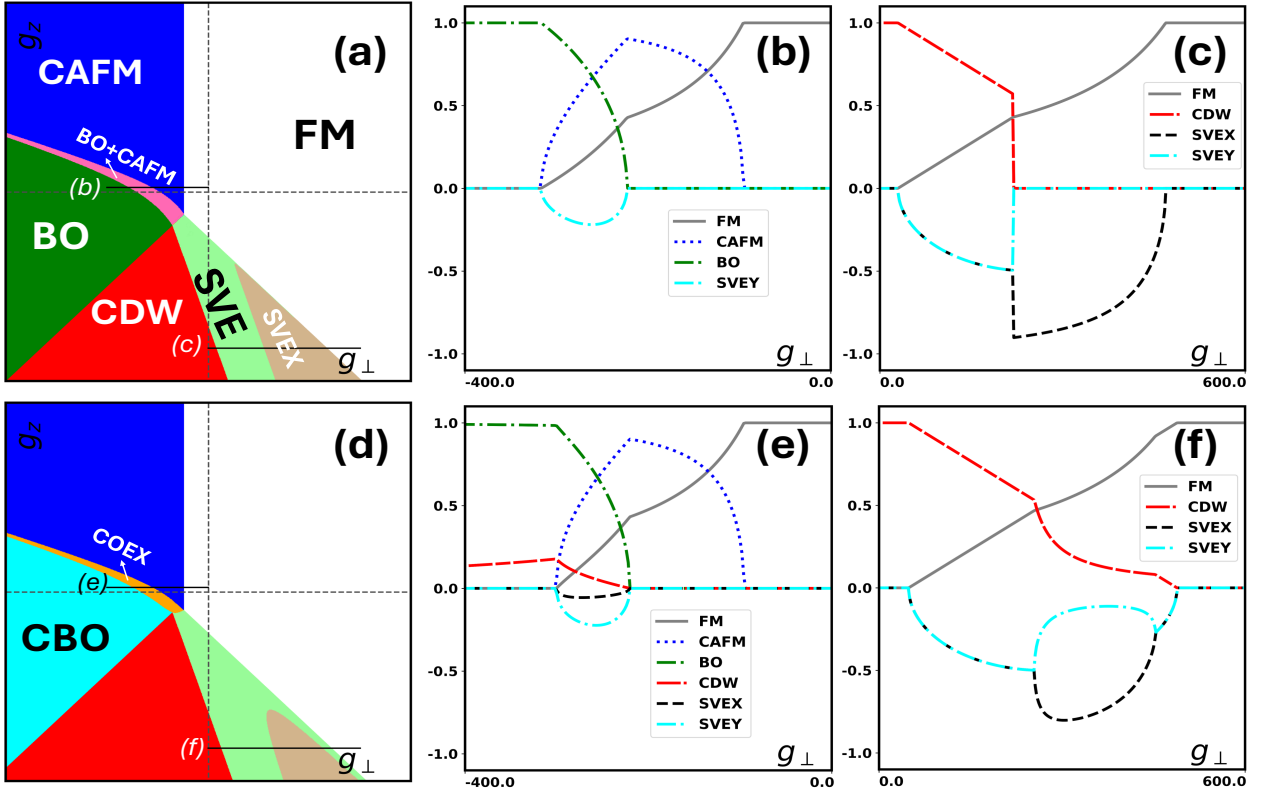 g_z
(a)
CAFM
FM
BO+CAFM
(b)
BO
SVE
CDW
SVEX
(c)
g_⊥
1.0
0.5
0.0
-0.5
-1.0
(b)
FM
CAFM
BO
SVEY
g_⊥
-400.0
0.0
1.0
0.5
0.0
-0.5
-1.0
(c)
FM
CDW
SVEX
SVEY
g_⊥
0.0
600.0
g_z
(d)
COEX
(e)
CBO
(f)
g_⊥
1.0
0.5
0.0
-0.5
-1.0
(e)
FM
CAFM
BO
CDW
SVEX
SVEY
g_⊥
-400.0
0.0
1.0
0.5
0.0
-0.5
-1.0
(f)
FM
CDW
SVEX
SVEY
g_⊥
0.0
600.0